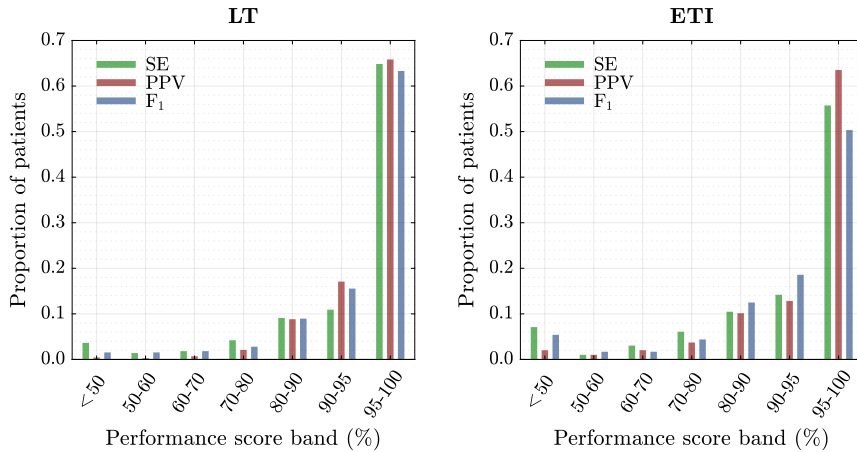 LT
0.7
0.6
0.5
0.4
0.3
0.2
0.1
0.0
Proportion of patients
SE
PPV
F1
< 50
50-60
60-70
70-80
80-90
90-95
95-100
Performance score band (%)
ETI
0.7
0.6
0.5
0.4
0.3
0.2
0.1
0.0
Proportion of patients
SE
PPV
F1
< 50
50-60
60-70
70-80
80-90
90-95
95-100
Performance score band (%)